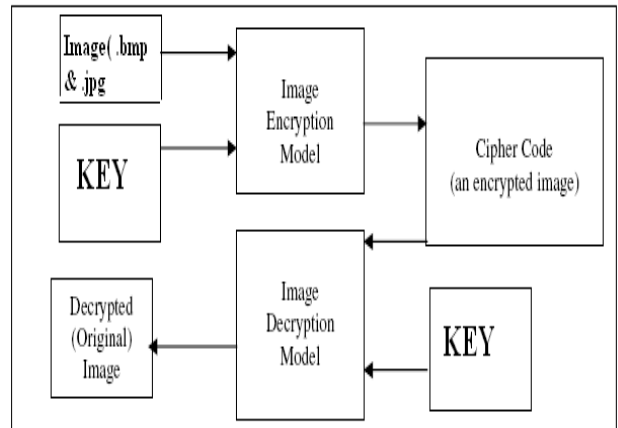 Image( .bmp
& .jpg
Image
Encryption
Model
Cipher Code
(an encrypted image)
KEY
Decrypted
(Original)
Image
Image
Decryption
Model
KEY